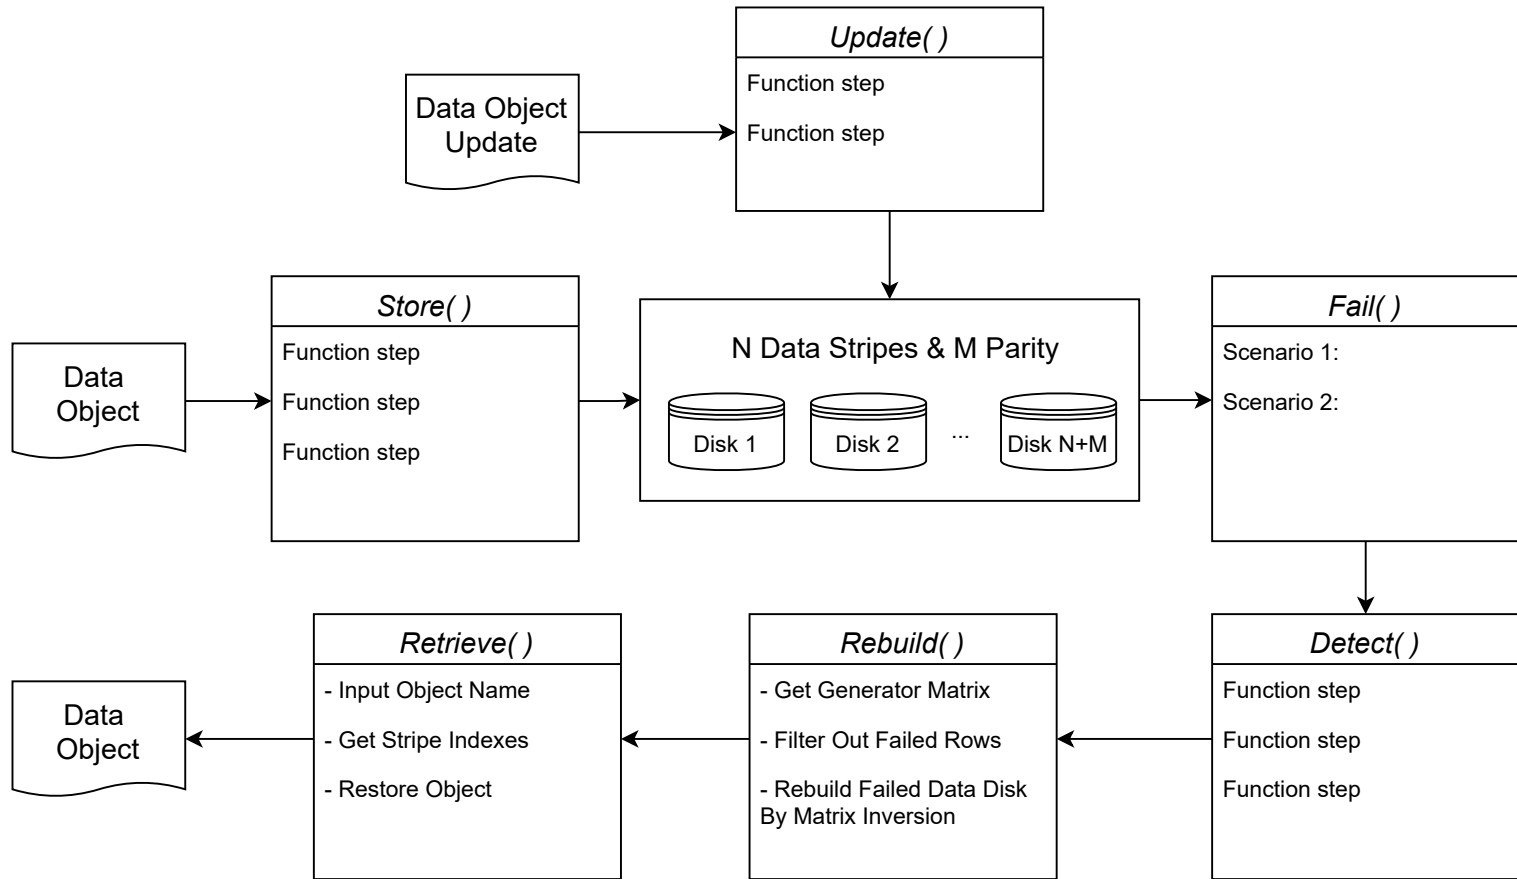 Update( )
Function step
Function step
Data Object
Update
Store( )
Function step
Function step
Function step
Data
Object
N Data Stripes & M Parity
Disk 1
Disk 2
...
Disk N+M
Fail( )
Scenario 1:
Scenario 2:
Retrieve( )
- Input Object Name
- Get Stripe Indexes
- Restore Object
Data
Object
Rebuild( )
- Get Generator Matrix
- Filter Out Failed Rows
- Rebuild Failed Data Disk
By Matrix Inversion
Detect( )
Function step
Function step
Function step